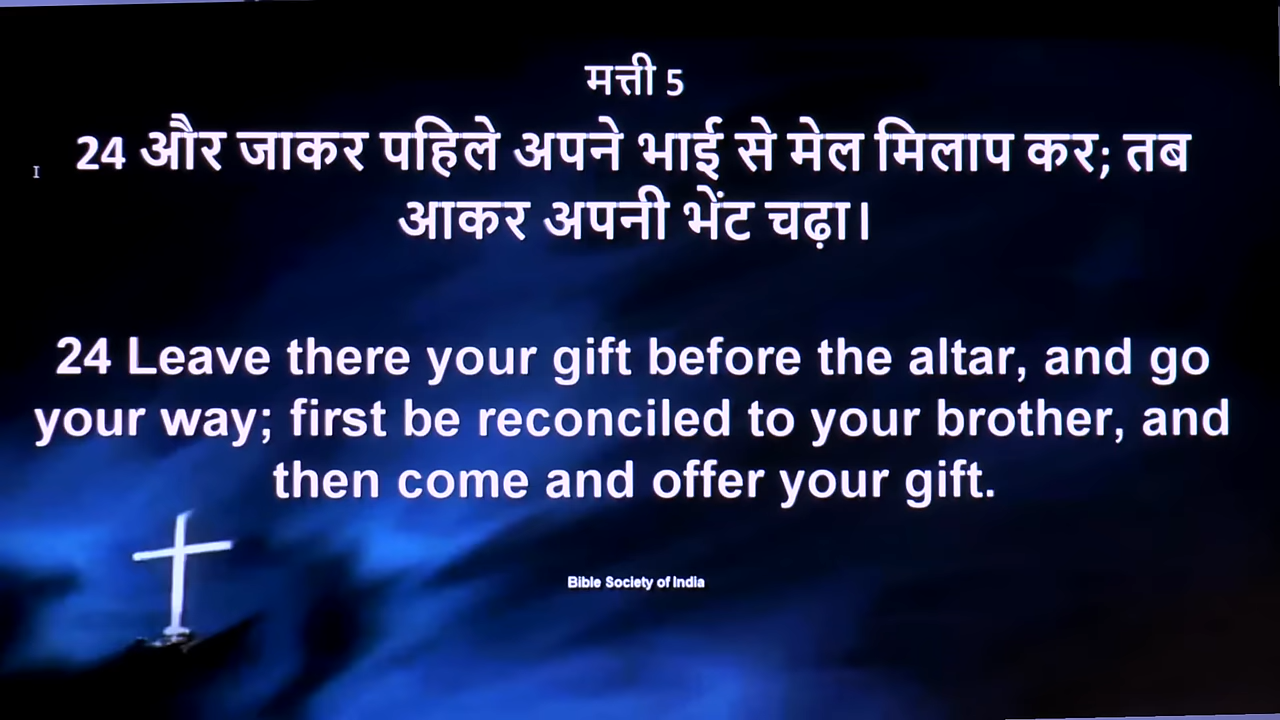 मत्ती 5
24 और जाकर पहिले अपने भाई से मेल मिलाप कर; तब
आकर अपनी भेंट चढ़ा।
24 Leave there your gift before the altar, and go
your way; first be reconciled to your brother, and
then come and offer your gift.
Bible Society of India